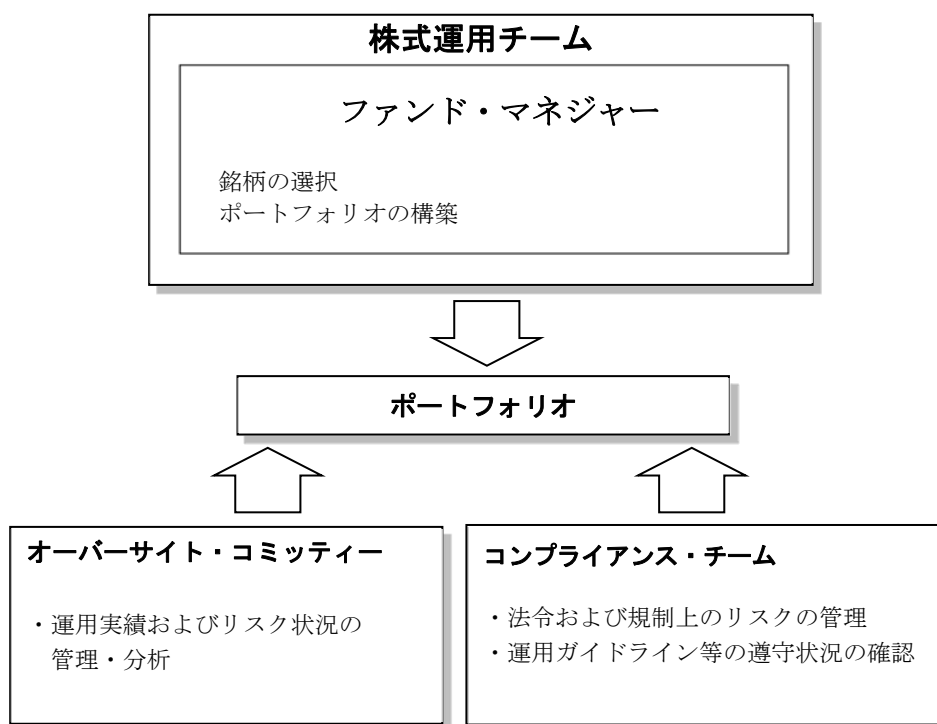 株式運用チーム
ファンド・マネジャー
銘柄の選択
ポートフォリオの構築
ポートフォリオ
オーバーサイト・コミッティー
・運用実績およびリスク状況の
管理・分析
コンプライアンス・チーム
・法令および規制上のリスクの管理
・運用ガイドライン等の遵守状況の確認